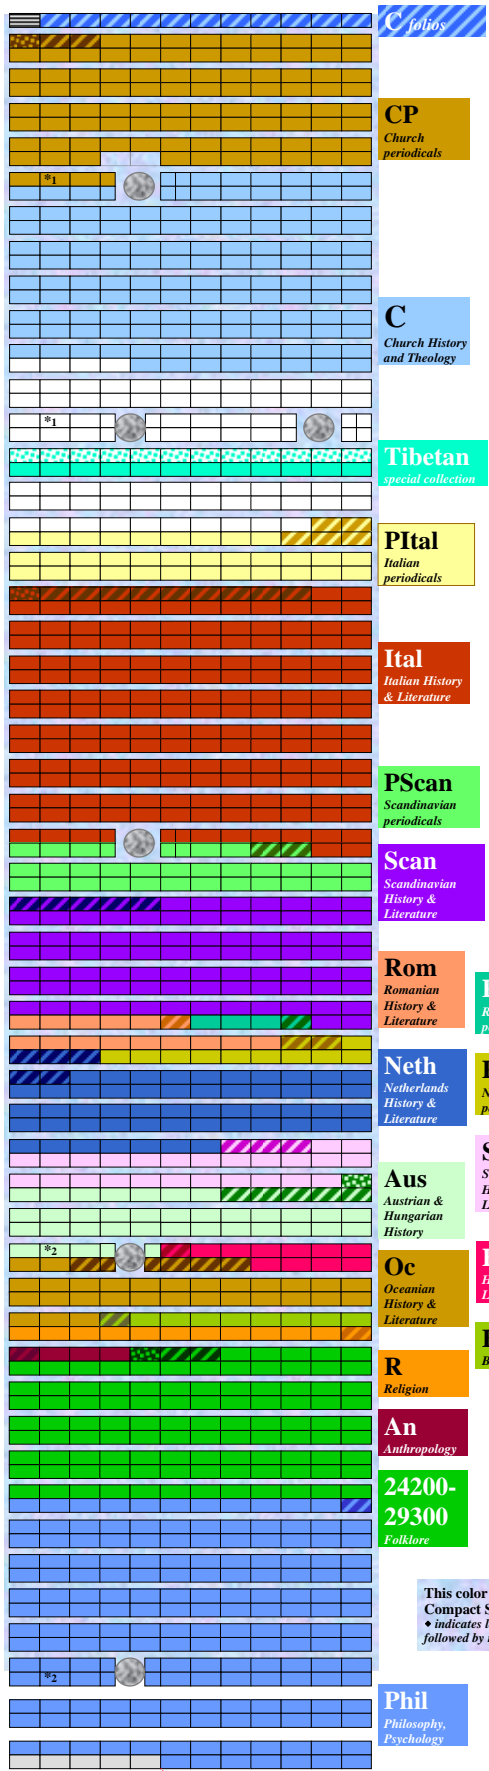 C folios
CP
Church
periodicals
*1
C
Church History
and Theology
*1
Tibetan
special collection
PItal
Italian
periodicals
Ital
Italian History
& Literature
PScan
Scandinavian
periodicals
Scan
Scandinavian
History &
Literature
Rom
Romanian
History &
Literature
Neth
Netherlands
History &
Literature
Aus
Austrian &
Hungarian
History
*2
Oc
Oceanian
History &
Literature
R
Religion
An
Anthropology
24200-
29300
Folklore
This color
Compact S
◆ indicates l
followed by
*2
Phil
Philosophy,
Psychology